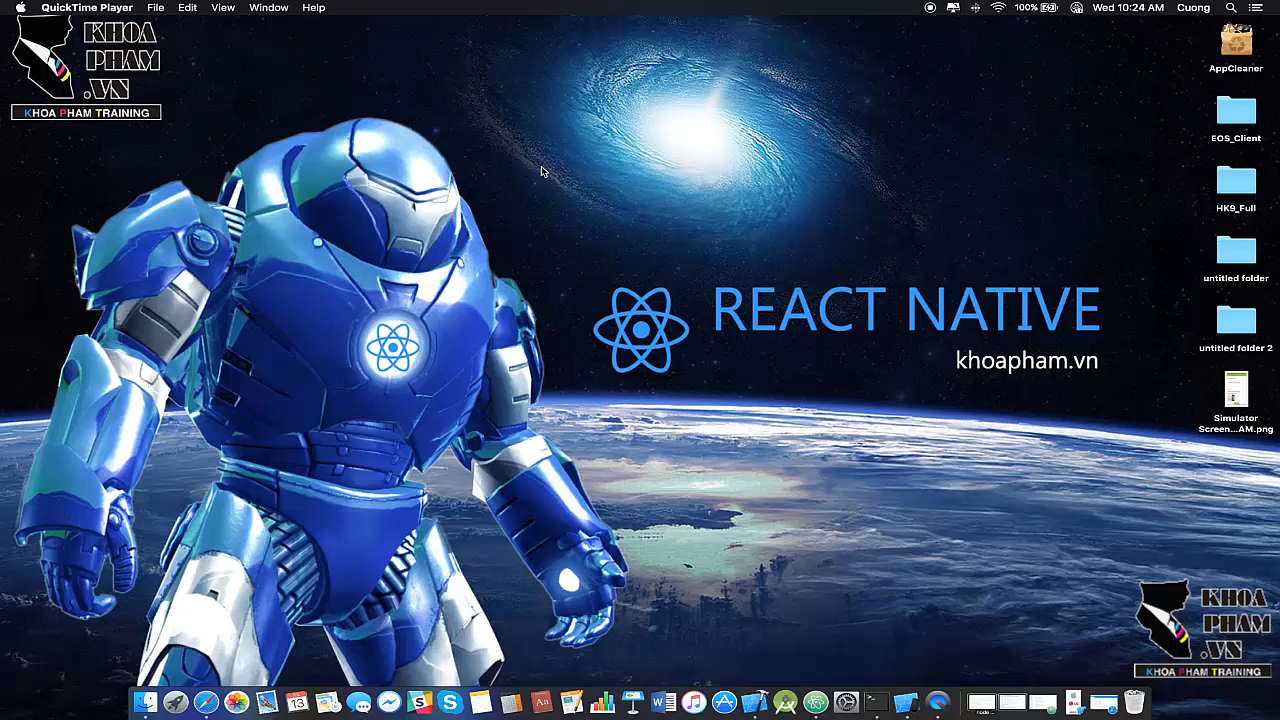 QuickTime Player File Edit View Window Help 100% Wed 10:24 AM Cuong
KHOA
PHAM
.VN
KHOA PHAM TRAINING
AppCleaner
EOS_Client
HK9_Full
untitled folder
untitled folder 2
Simulator
Screen...AM.png
REACT NATIVE
khoapham.vn
KHOA
PHAM
.VN
KHOA PHAM TRAINING
13